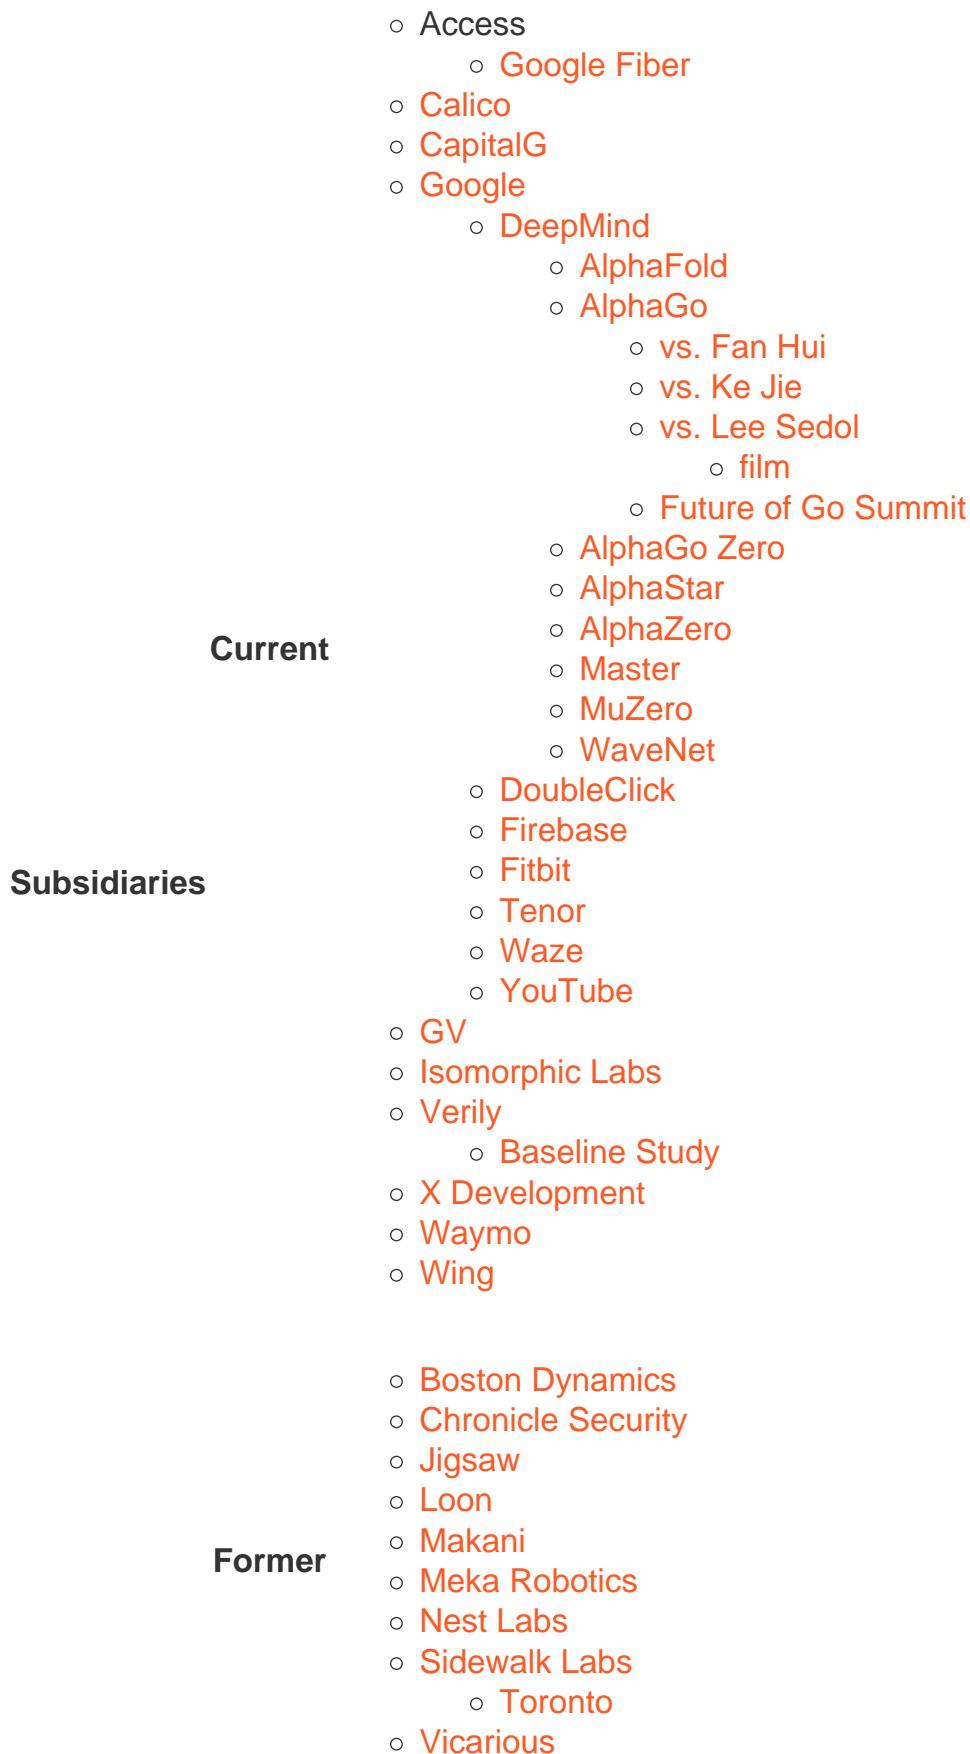 Subsidiaries
Current
Access
Google Fiber
Calico
CapitalG
Google
DeepMind
AlphaFold
AlphaGo
vs. Fan Hui
vs. Ke Jie
vs. Lee Sedol
film
Future of Go Summit
AlphaGo Zero
AlphaStar
AlphaZero
Master
MuZero
WaveNet
DoubleClick
Firebase
Fitbit
Tenor
Waze
YouTube
GV
Isomorphic Labs
Verily
Baseline Study
X Development
Waymo
Wing
Former
Boston Dynamics
Chronicle Security
Jigsaw
Loon
Makani
Meka Robotics
Nest Labs
Sidewalk Labs
Toronto
Vicarious